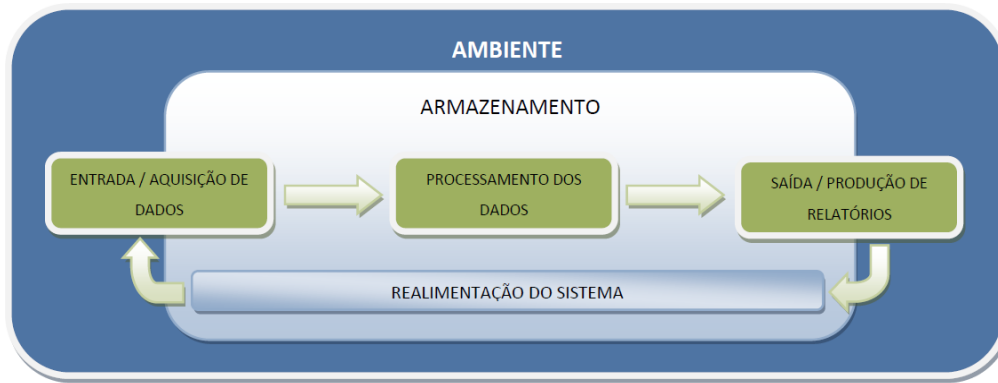 AMBIENTE
ARMAZENAMENTO
ENTRADA / AQUISIÇÃO DE
DADOS
PROCESSAMENTO DOS
DADOS
SAÍDA / PRODUÇÃO DE
RELATÓRIOS
REALIMENTAÇÃO DO SISTEMA